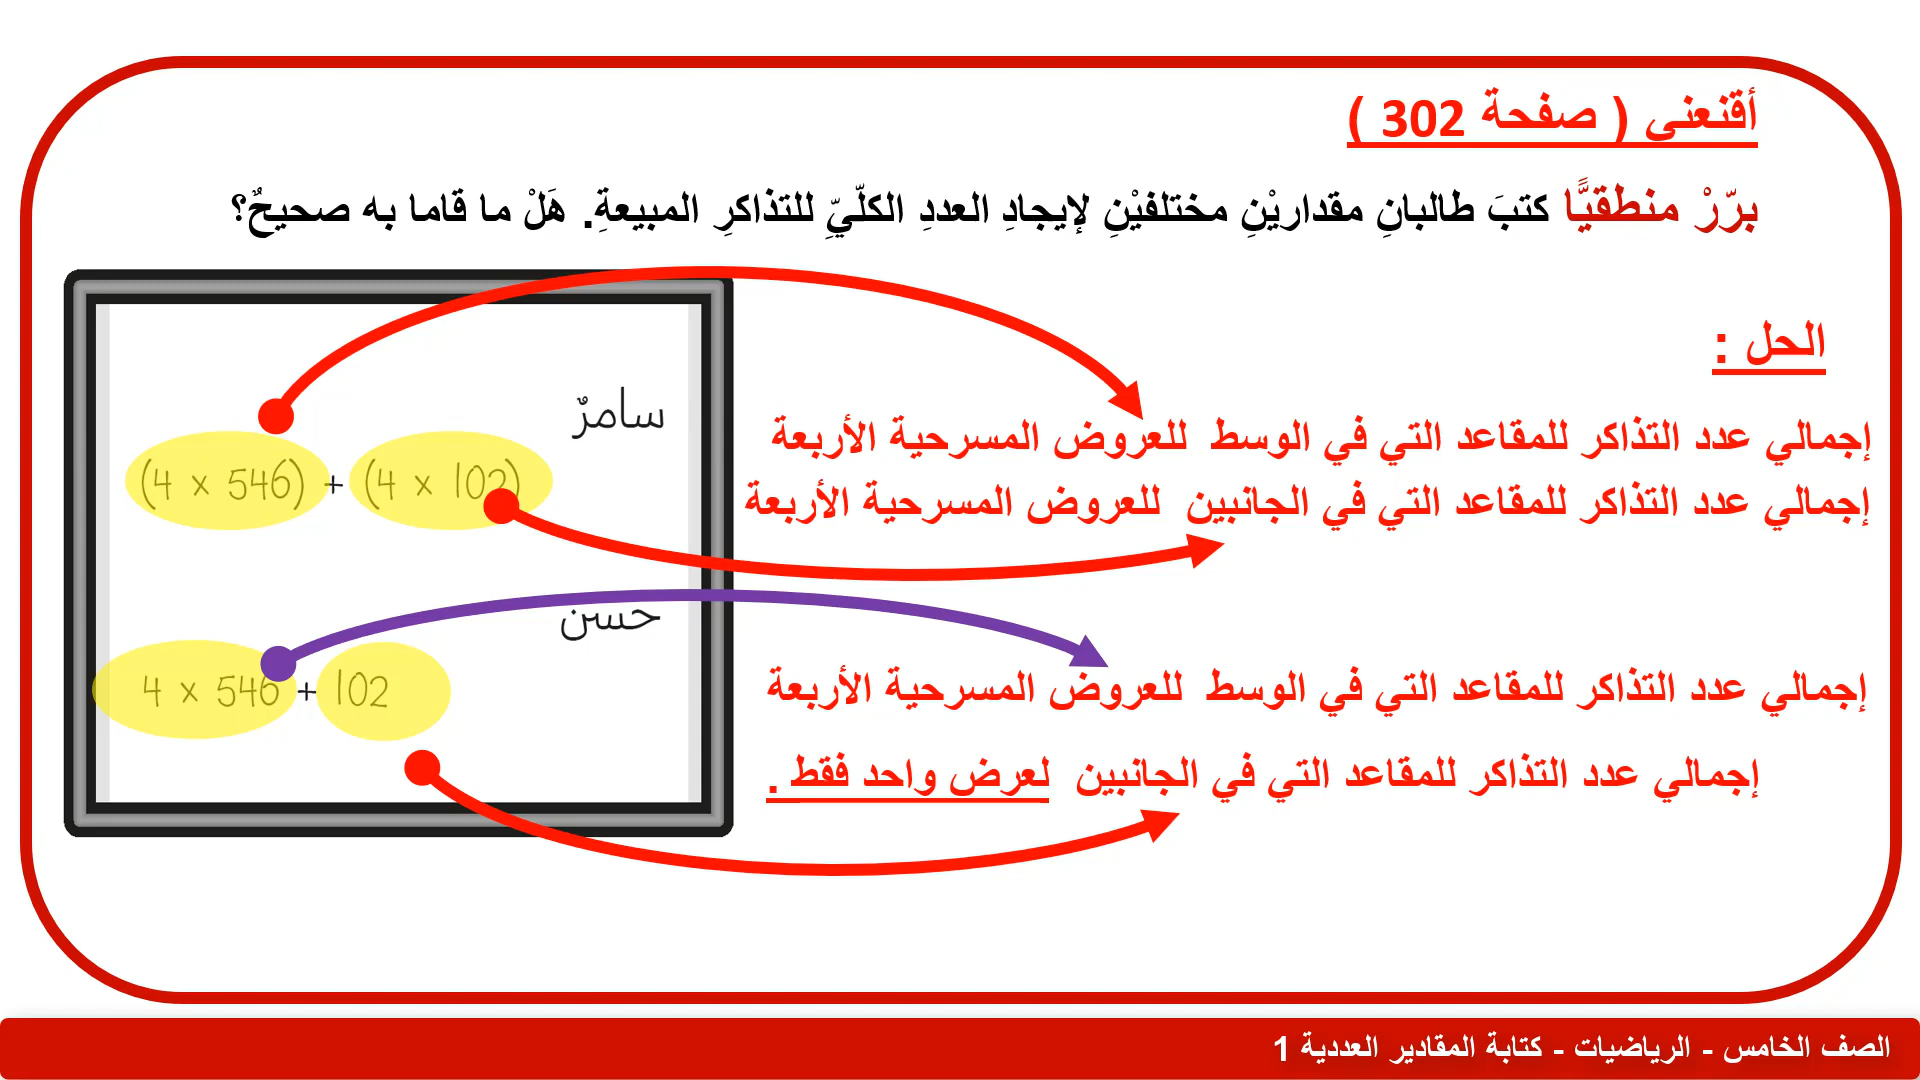 أقنعني ( صفحة 302 )
برّرْ منطقيًّا كتبَ طالبانِ مقداريْنِ مختلفيْنِ لإيجادِ العددِ الكلّيِّ للتذاكرِ المبيعةِ. هَلْ ما قاما به صحيحٌ؟
الحل :
سامرٌ
(4 × 546) + (4 × 102)
إجمالي عدد التذاكر للمقاعد التي في الوسط للعروض المسرحية الأربعة
إجمالي عدد التذاكر للمقاعد التي في الجانبين للعروض المسرحية الأربعة
حسن
4 × 546 + 102
إجمالي عدد التذاكر للمقاعد التي في الوسط للعروض المسرحية الأربعة
إجمالي عدد التذاكر للمقاعد التي في الجانبين لعرض واحد فقط .
الصف الخامس - الرياضيات - كتابة المقادير العددية 1